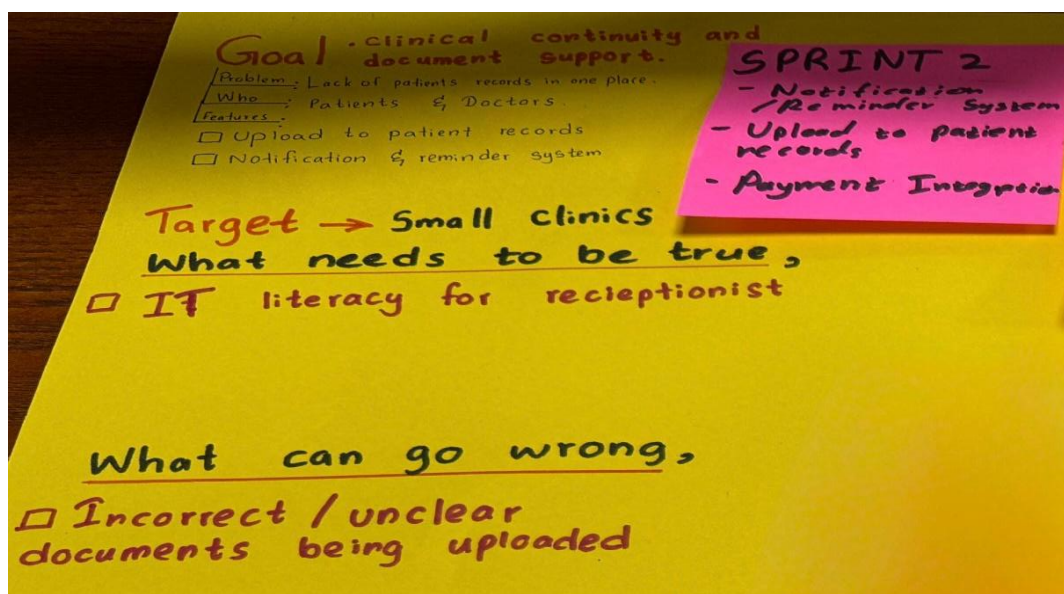 Goal . clinical continuity and
document support.
Problem : Lack of patients records in one place.
Who : Patients & Doctors.
Features :
Upload to patient records
Notification & reminder system
Target → Small clinics
What needs to be true,
IT literacy for recieptionist
What can go wrong,
Incorrect / unclear
documents being uploaded
SPRINT 2
- Notification
/Reminder System
- Upload to patient
records
- Payment Integration